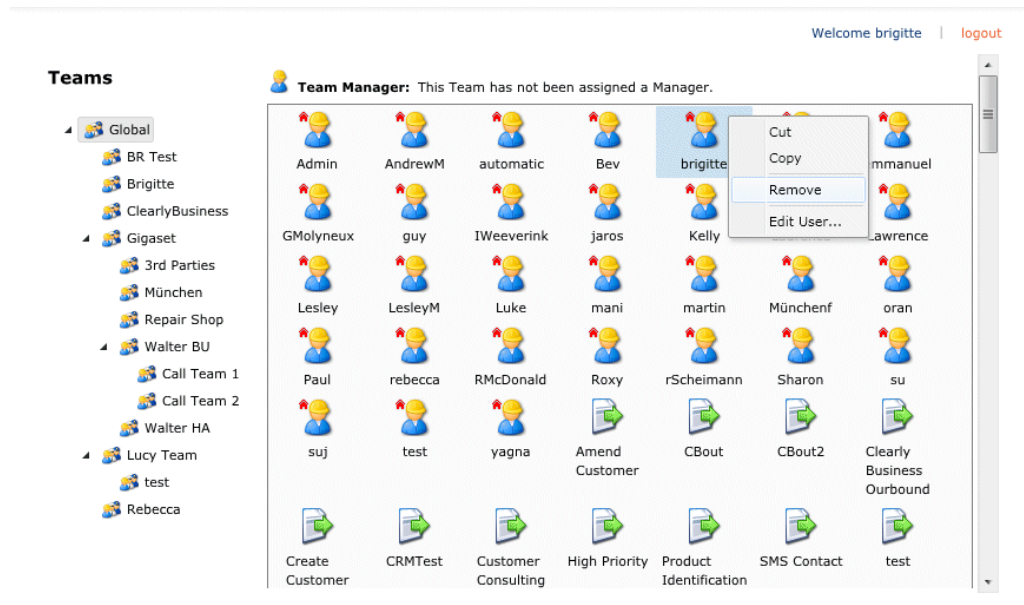 Welcome brigitte | logout
Teams
Team Manager: This Team has not been assigned a Manager.
Global
BR Test
Brigitte
ClearlyBusiness
Gigaset
3rd Parties
München
Repair Shop
Walter BU
Call Team 1
Call Team 2
Walter HA
Lucy Team
test
Rebecca
Admin AndrewM automatic Bev brigitte mmanuel
Cut
Copy
Remove
Edit User...
GMolyneux guy IWeeverink jaros Kelly Lawrence
Lesley LesleyM Luke mani martin Münchenf oran
Paul rebecca RMcDonald Roxy rScheimann Sharon su
suj test yagna Amend CBout CBout2 Clearly
Customer Business
Ourbound
Create CRMTest Customer High Priority Product SMS Contact test
Customer Consulting Identification